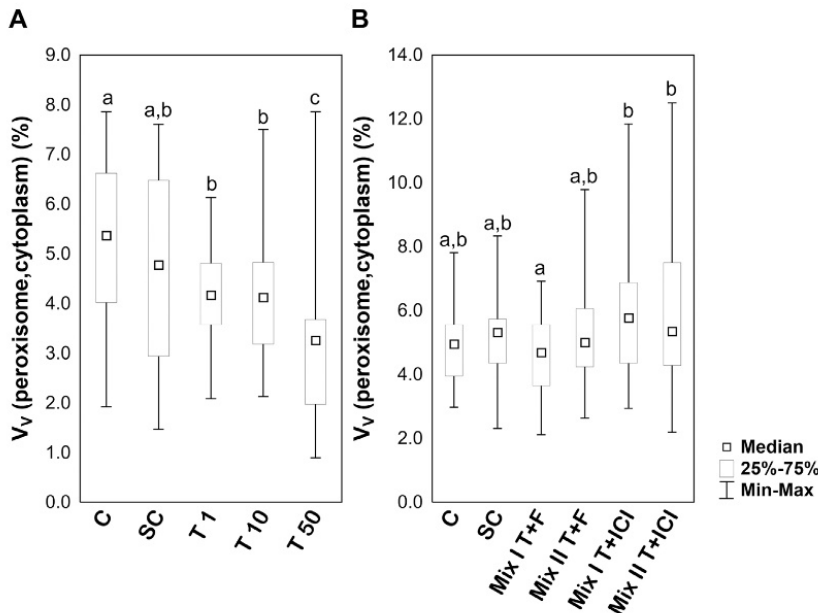 A
V_V (peroxisome,cytoplasm) (%)
9.0
8.0
7.0
6.0
5.0
4.0
3.0
2.0
1.0
0.0
a
a,b
b
b
c
C
SC
T 1
T 10
T 50
B
V_V (peroxisome,cytoplasm) (%)
14.0
12.0
10.0
8.0
6.0
4.0
2.0
0.0
a,b
a,b
a
a,b
b
b
C
SC
Mix I T+F
Mix II T+F
Mix I T+ICI
Mix II T+ICI
Median
25%-75%
Min-Max